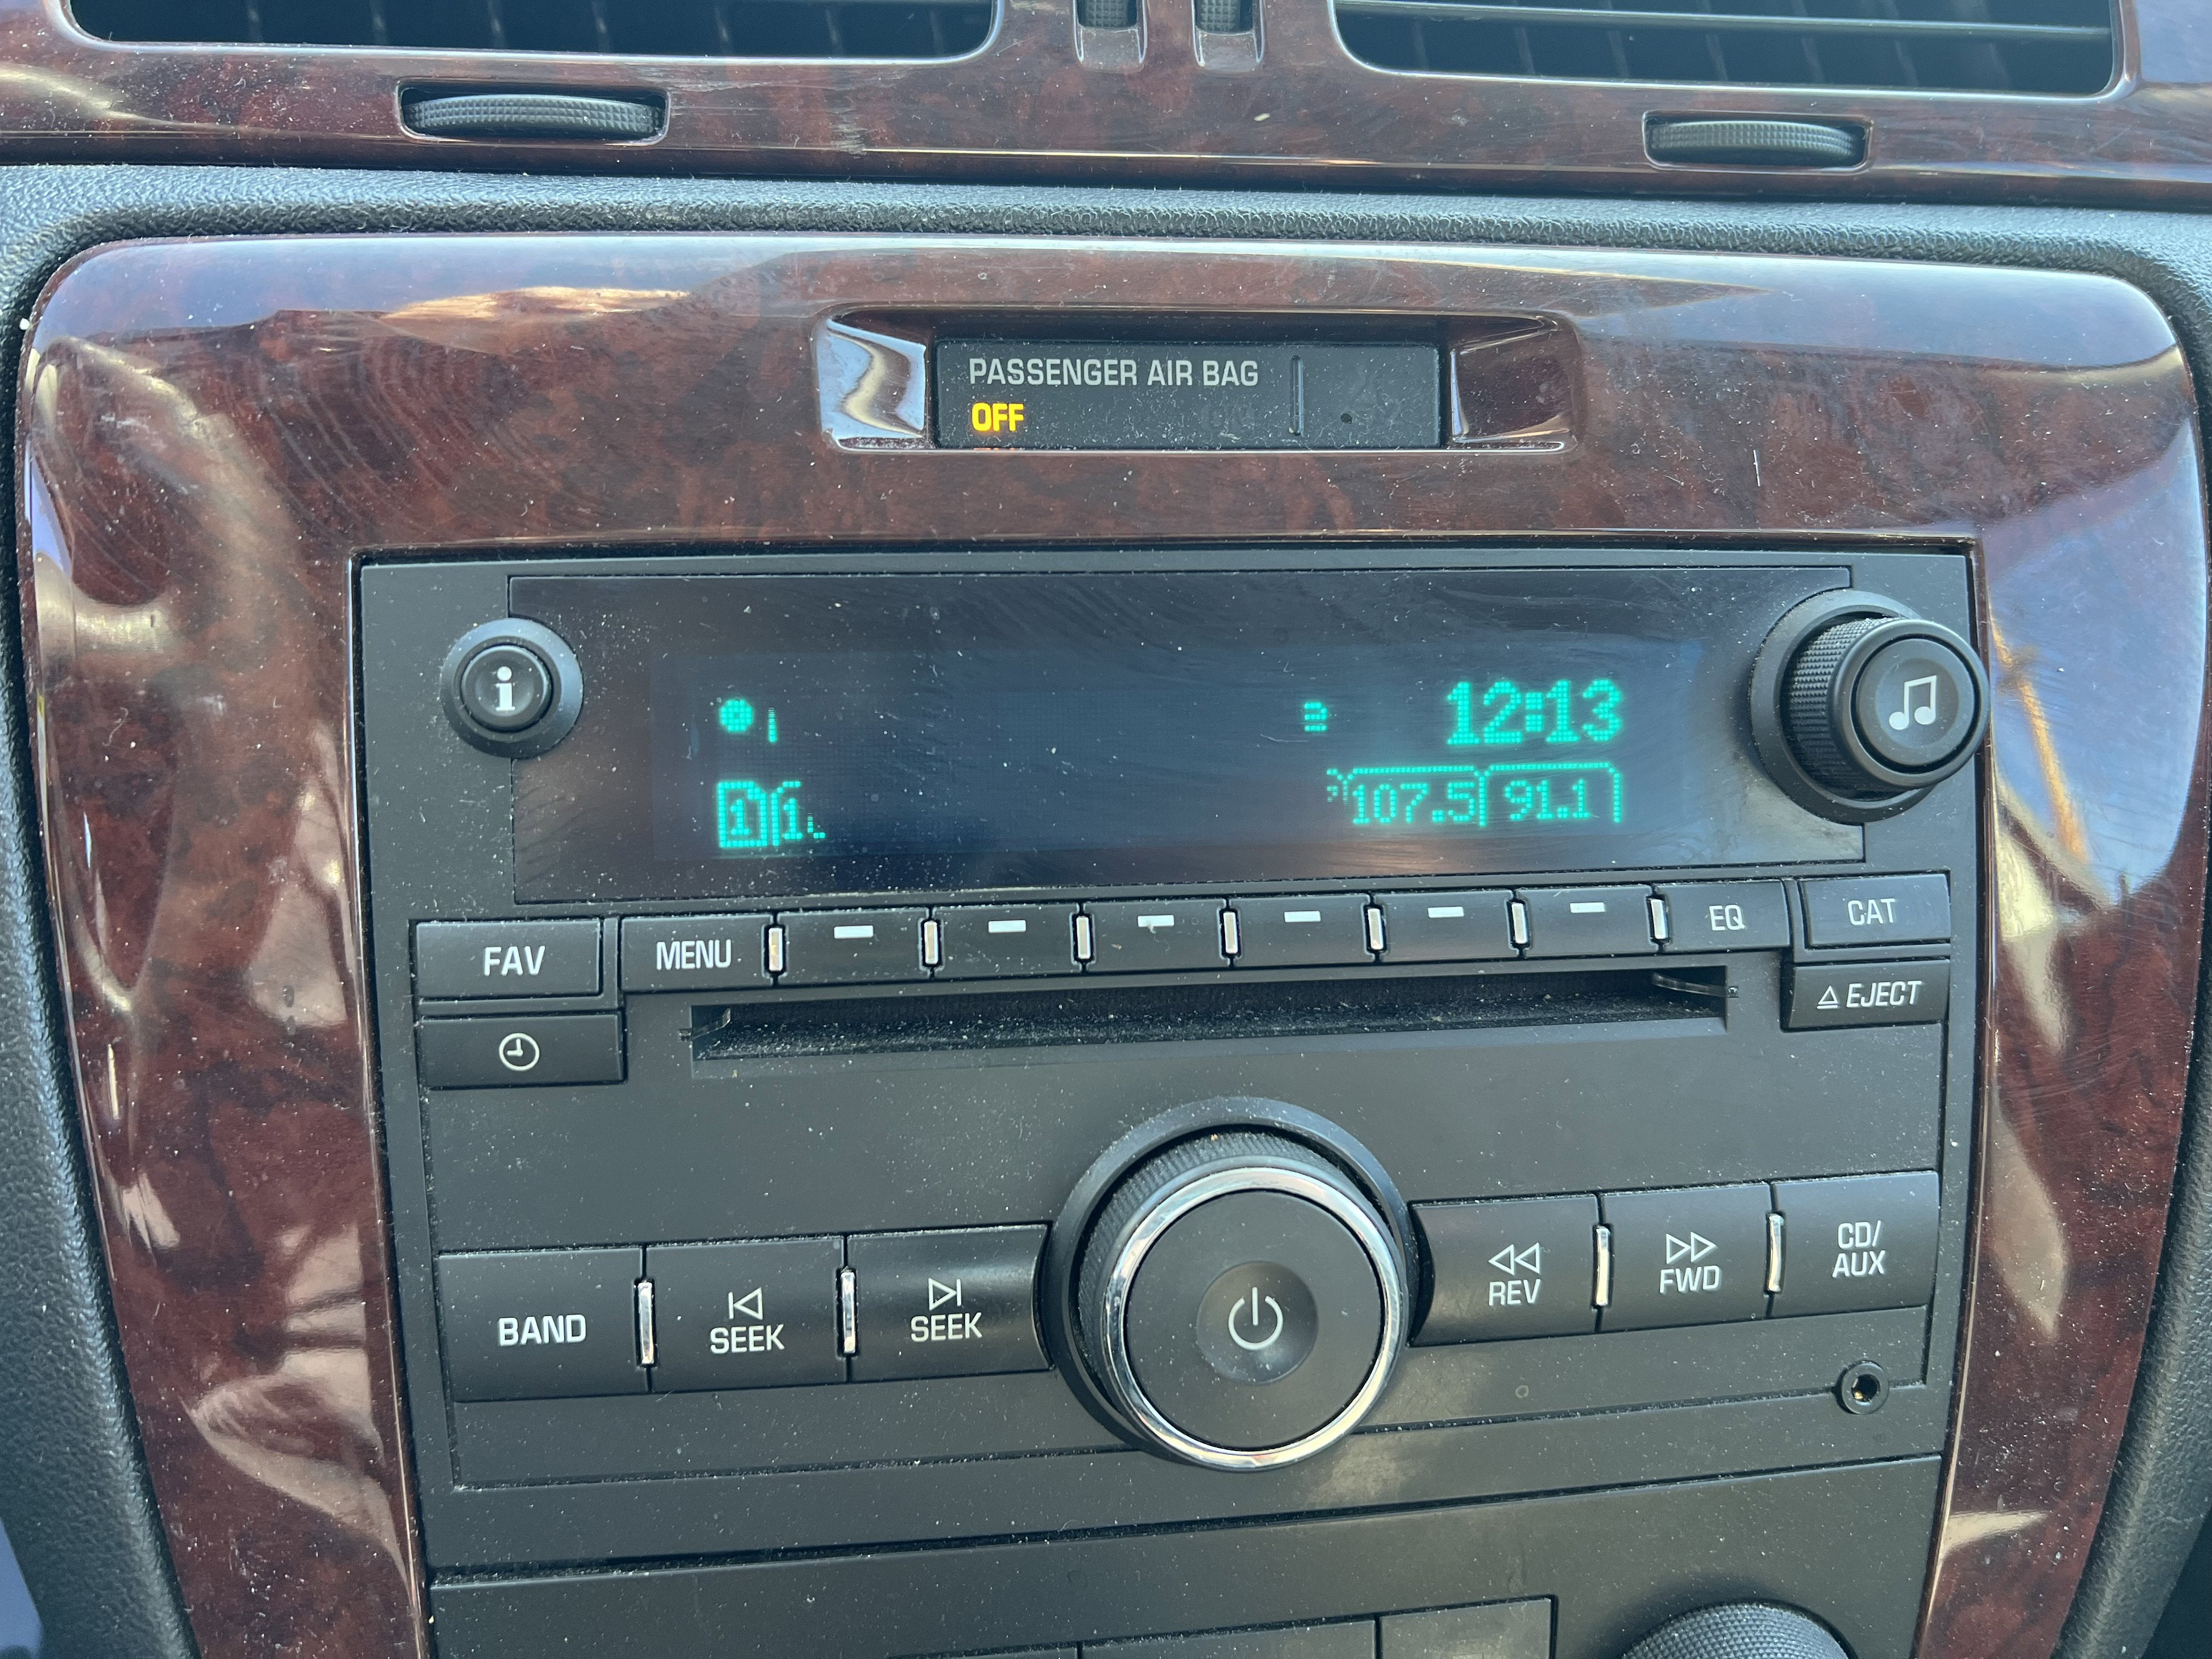 PASSENGER AIR BAG
OFF
i
12:13
1 1
107.5 91.1
FAV MENU EQ CAT
EJECT
BAND SEEK SEEK REV FWD CD/
AUX